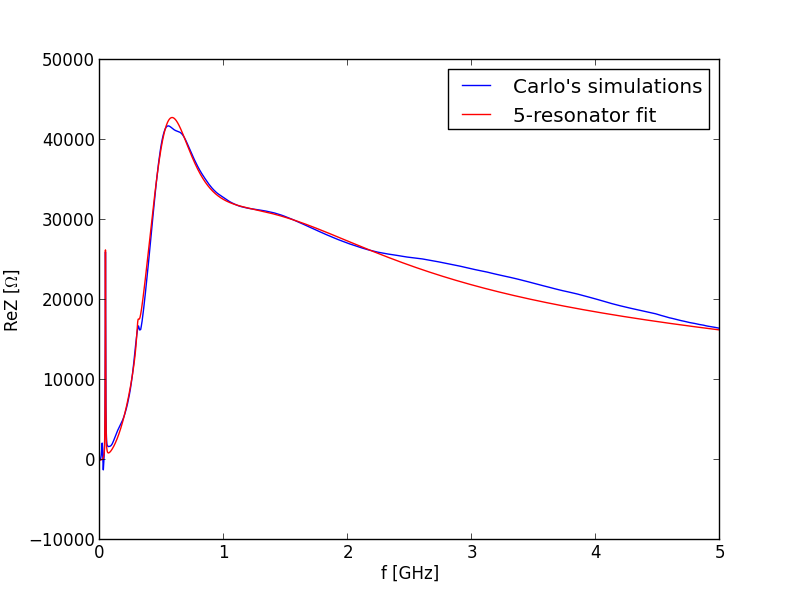 50000
Carlo's simulations
5-resonator fit
40000
30000
ReZ [Ω]
20000
10000
0
−10000
0 1 2 3 4 5
f [GHz]